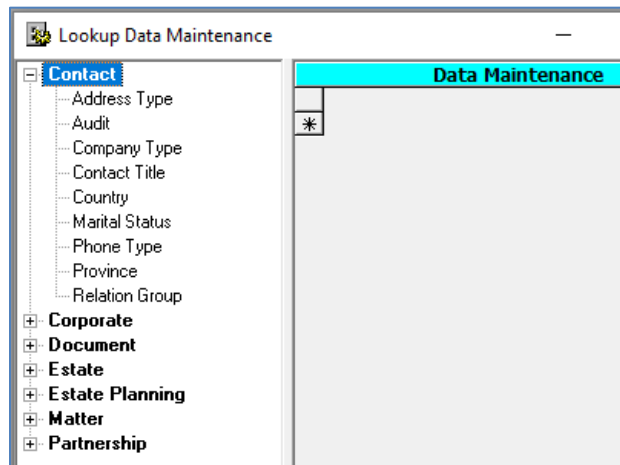 Lookup Data Maintenance
Contact
Address Type
Audit
Company Type
Contact Title
Country
Marital Status
Phone Type
Province
Relation Group
Corporate
Document
Estate
Estate Planning
Matter
Partnership
Data Maintenance